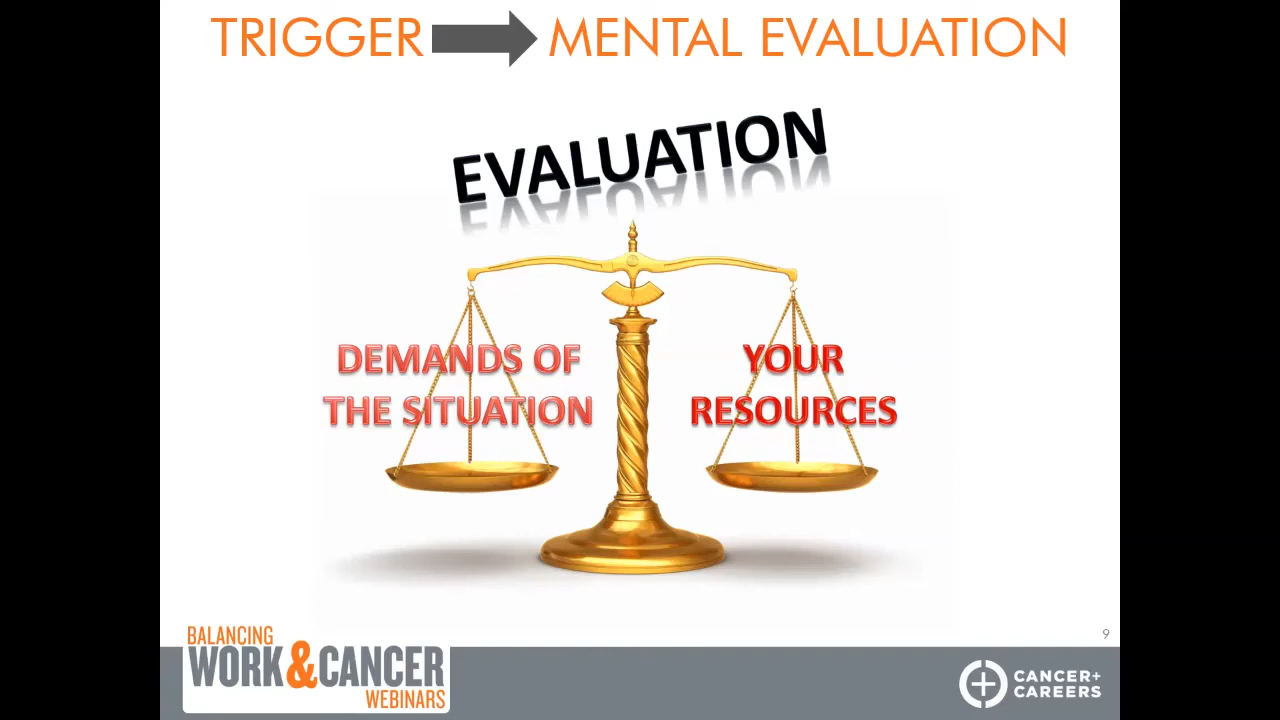 TRIGGER MENTAL EVALUATION
EVALUATION
DEMANDS OF
THE SITUATION
YOUR
RESOURCES
9
BALANCING
WORK & CANCER
WEBINARS
CANCER+
CAREERS